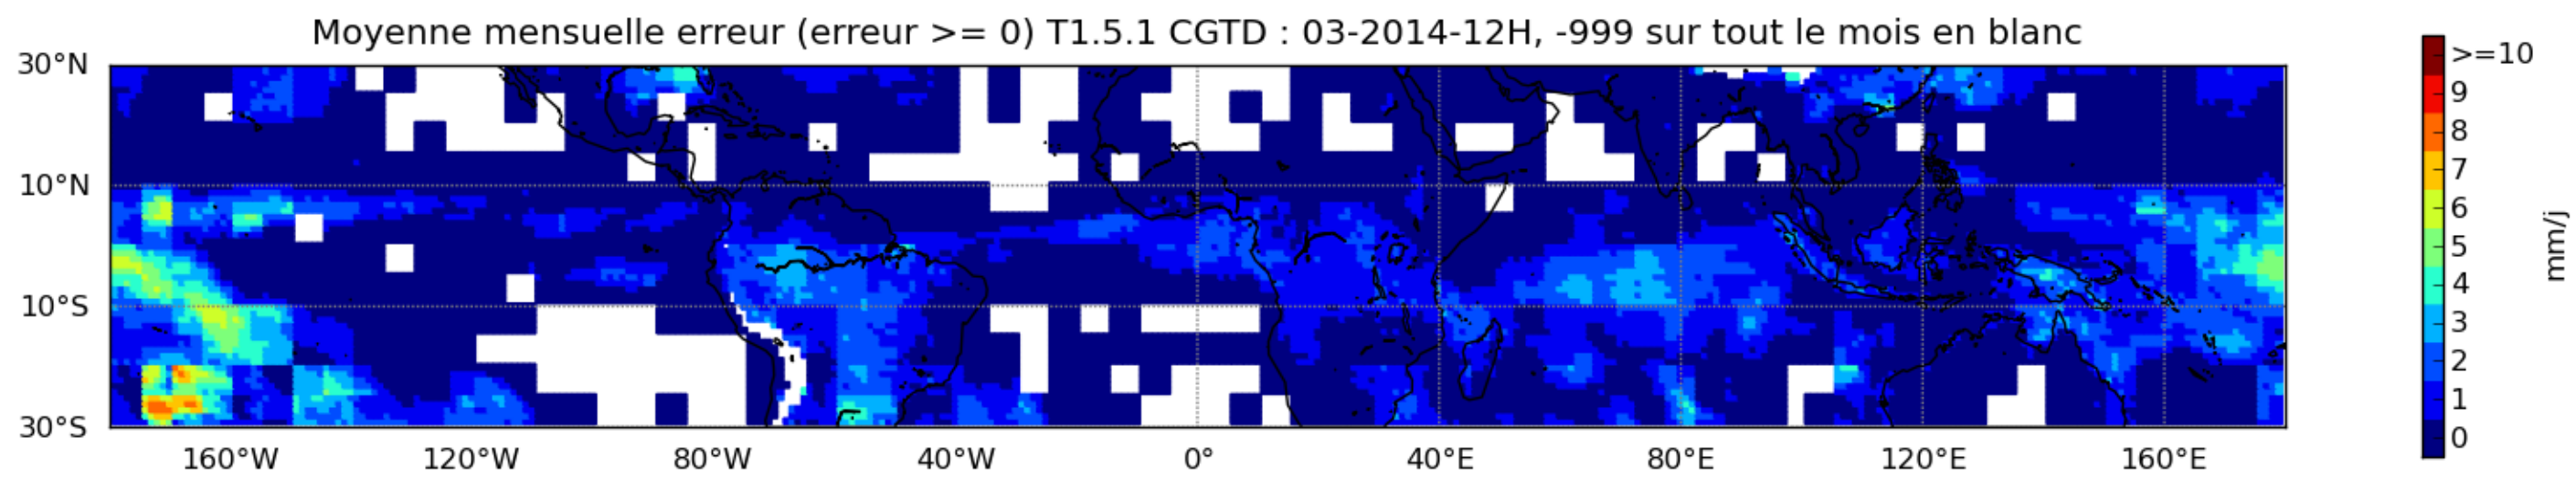 Moyenne mensuelle erreur (erreur >= 0) T1.5.1 CGTD : 03-2014-12H, -999 sur tout le mois en blanc
30°N
10°N
10°S
30°S
160°W 120°W 80°W 40°W 0° 40°E 80°E 120°E 160°E
>=10
9
8
7
6
5
4
3
2
1
0
mm/j